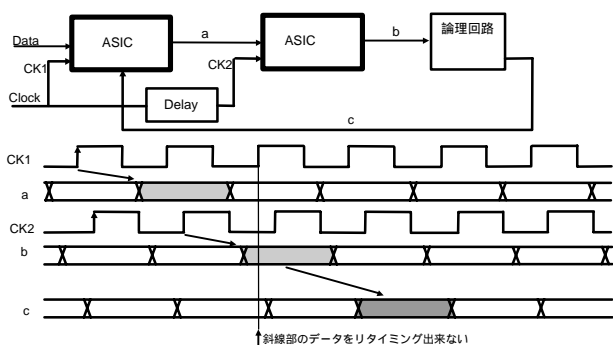 Data
ASIC
a
ASIC
b
論理回路
CK1
CK2
Clock
Delay
c
CK1
a
CK2
b
c
斜線部のデータをリタイミング出来ない